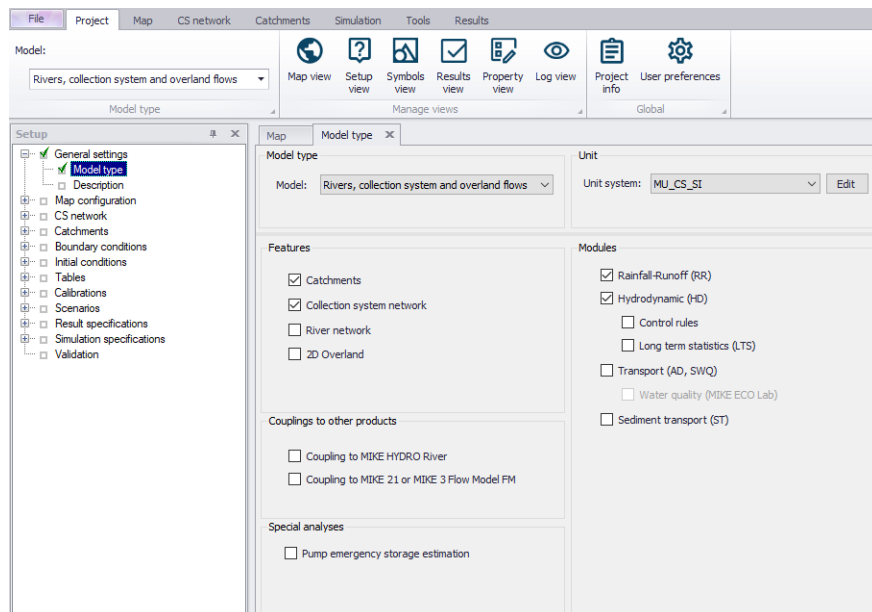 File Project Map CS network Catchments Simulation Tools Results
Model:
Rivers, collection system and overland flows
Model type
Map view
Setup view
Symbols view
Results view
Property view
Log view
Manage views
Project info
User preferences
Global
Setup
General settings
Model type
Description
Map configuration
CS network
Catchments
Boundary conditions
Initial conditions
Tables
Calibrations
Scenarios
Result specifications
Simulation specifications
Validation
Map Model type
Model type
Model: Rivers, collection system and overland flows
Unit
Unit system: MU_CS_SI Edit
Features
Catchments
Collection system network
River network
2D Overland
Couplings to other products
Coupling to MIKE HYDRO River
Coupling to MIKE 21 or MIKE 3 Flow Model FM
Special analyses
Pump emergency storage estimation
Modules
Rainfall-Runoff (RR)
Hydrodynamic (HD)
Control rules
Long term statistics (LTS)
Transport (AD, SWQ)
Water quality (MIKE ECO Lab)
Sediment transport (ST)